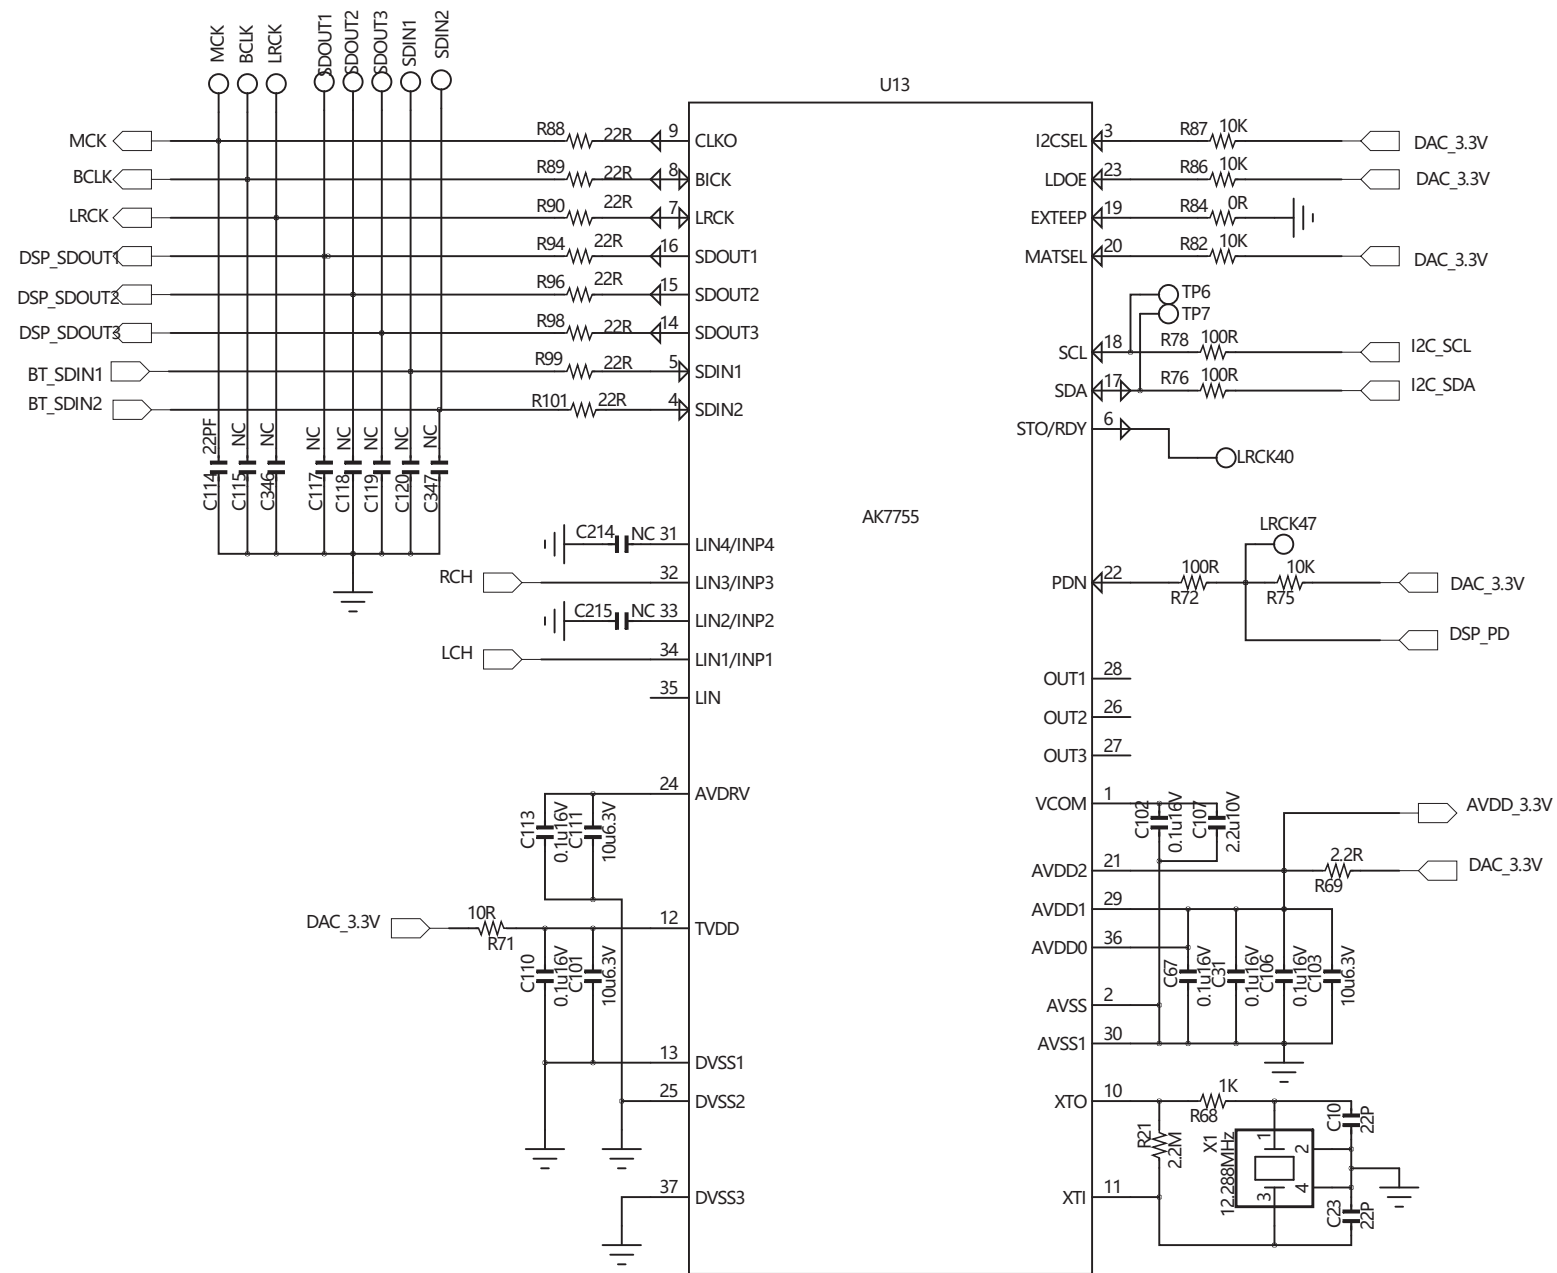 MCK
BCLK
LRCK
SDOUT1
SDOUT2
SDOUT3
SDIN1
SDIN2
U13
MCK R88 22R 9 CLKO
BCLK R89 22R 8 BICK
LRCK R90 22R 7 LRCK
DSP_SDOUT1 R94 22R 16 SDOUT1
DSP_SDOUT2 R96 22R 15 SDOUT2
DSP_SDOUT3 R98 22R 14 SDOUT3
BT_SDIN1 R99 22R 5 SDIN1
BT_SDIN2 R101 22R 4 SDIN2
C114 22PF
C115 NC
C346 NC
C117 NC
C118 NC
C119 NC
C120 NC
C347 NC
C214 NC 31 LIN4/INP4
RCH 32 LIN3/INP3
C215 NC 33 LIN2/INP2
LCH 34 LIN1/INP1
35 LIN
24 AVDRV
C113 0.1u16V
C111 10u6.3V
DAC_3.3V 10R R71 12 TVDD
C110 0.1u16V
C101 10u6.3V
13 DVSS1
25 DVSS2
37 DVSS3
AK7755
I2CSEL 3 R87 10K DAC_3.3V
LDOE 23 R86 10K DAC_3.3V
EXTEEP 19 R84 0R
MATSEL 20 R82 10K DAC_3.3V
TP6
TP7
SCL 18 R78 100R I2C_SCL
SDA 17 R76 100R I2C_SDA
STO/RDY 6
LRCK40
LRCK47
PDN 22 100R R72 10K R75 DAC_3.3V
DSP_PD
OUT1 28
OUT2 26
OUT3 27
VCOM 1
C102 0.1u16V
C107 2.2u10V
AVDD_3.3V
AVDD2 21 2.2R R69 DAC_3.3V
AVDD1 29
AVDD0 36
C67 0.1u16V
C31 0.1u16V
C106 0.1u16V
C103 10u6.3V
AVSS 2
AVSS1 30
XTO 10 R68 1K
R21 2.2M
X1 12.288MHz
1
2
3
4
C10 22P
C23 22P
XTI 11